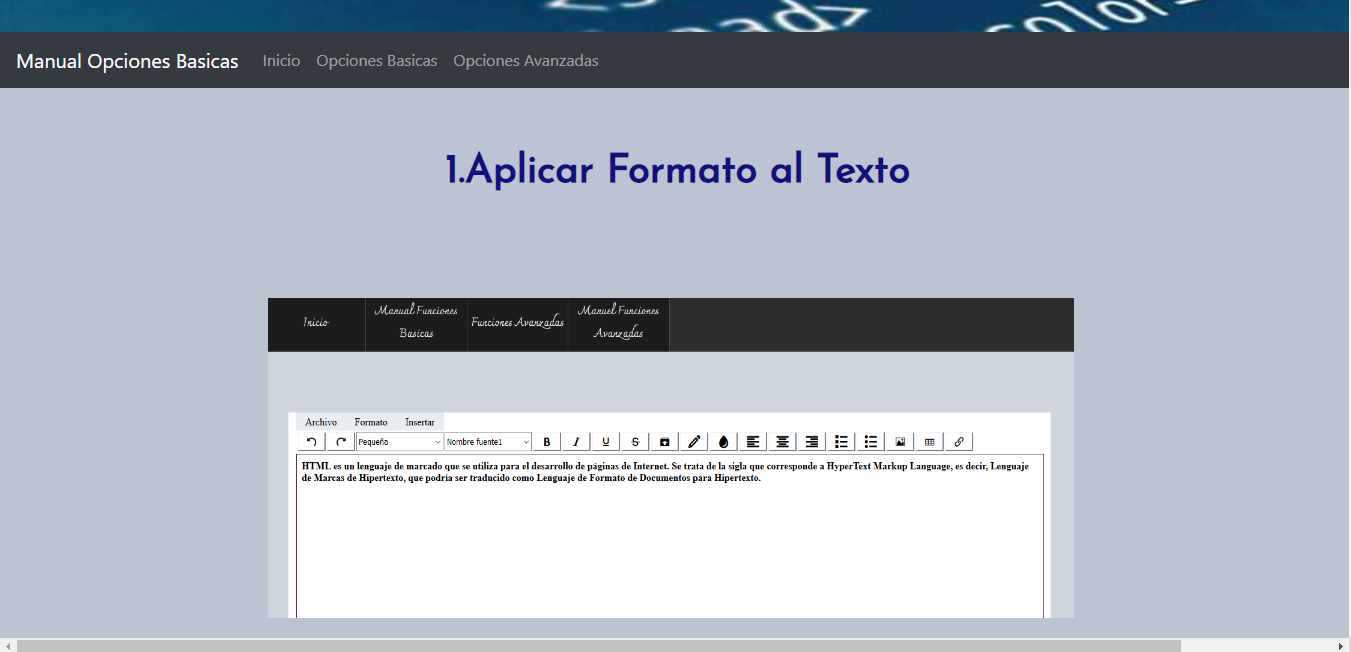 ead>
color=
Manual Opciones Basicas Inicio Opciones Basicas Opciones Avanzadas
1.Aplicar Formato al Texto
Inicio Manual Funciones Basicas Funciones Avanzadas Manuel Funciones Avanzadas
Archivo Formato Insertar
Pequeña Nombre fuente1 B I U S
HTML es un lenguaje de marcado que se utiliza para el desarrollo de páginas de Internet. Se trata de la sigla que corresponde a HyperText Markup Language, es decir, Lenguaje
de Marcas de Hipertexto, que podría ser traducido como Lenguaje de Formato de Documentos para Hipertexto.